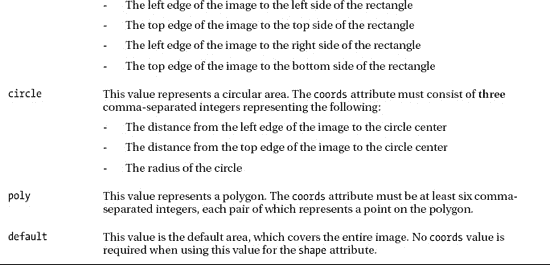 - The left edge of the image to the left side of the rectangle
- The top edge of the image to the top side of the rectangle
- The left edge of the image to the right side of the rectangle
- The top edge of the image to the bottom side of the rectangle
circle This value represents a circular area. The coords attribute must consist of three
comma-separated integers representing the following:
- The distance from the left edge of the image to the circle center
- The distance from the top edge of the image to the circle center
- The radius of the circle
poly This value represents a polygon. The coords attribute must be at least six comma-
separated integers, each pair of which represents a point on the polygon.
default This value is the default area, which covers the entire image. No coords value is
required when using this value for the shape attribute.